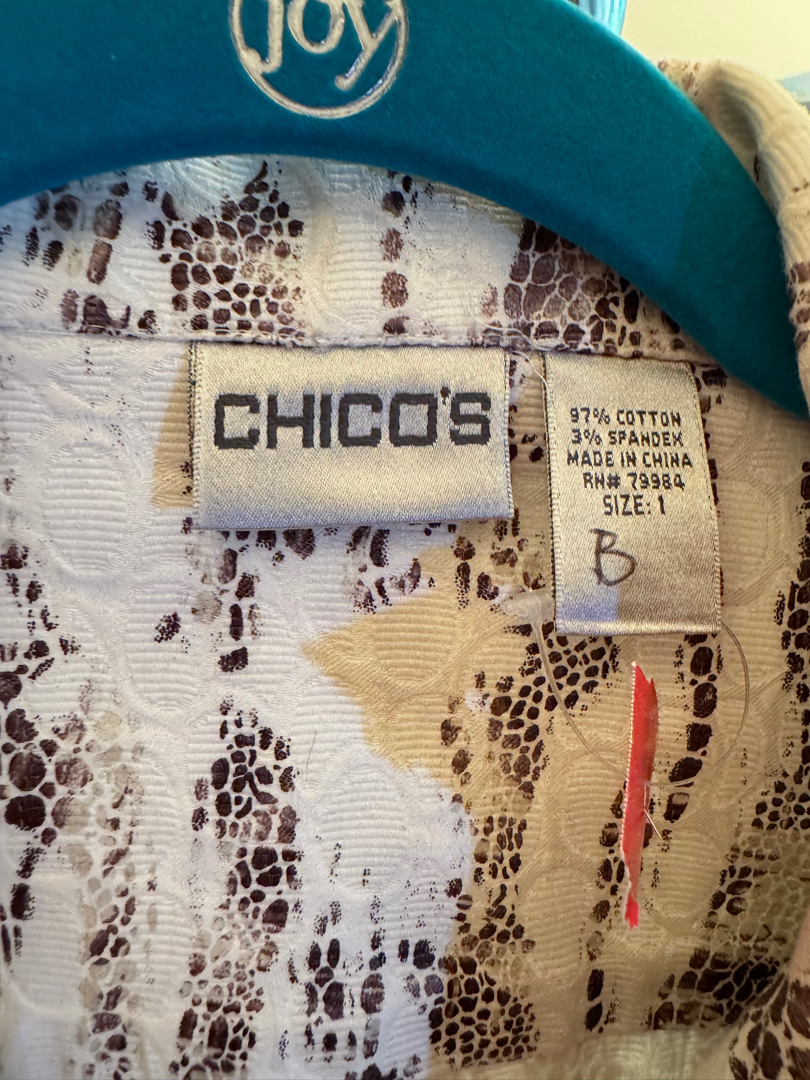 joy
CHICO'S
97% COTTON
3% SPANDEX
MADE IN CHINA
RN# 79984
SIZE: 1
B